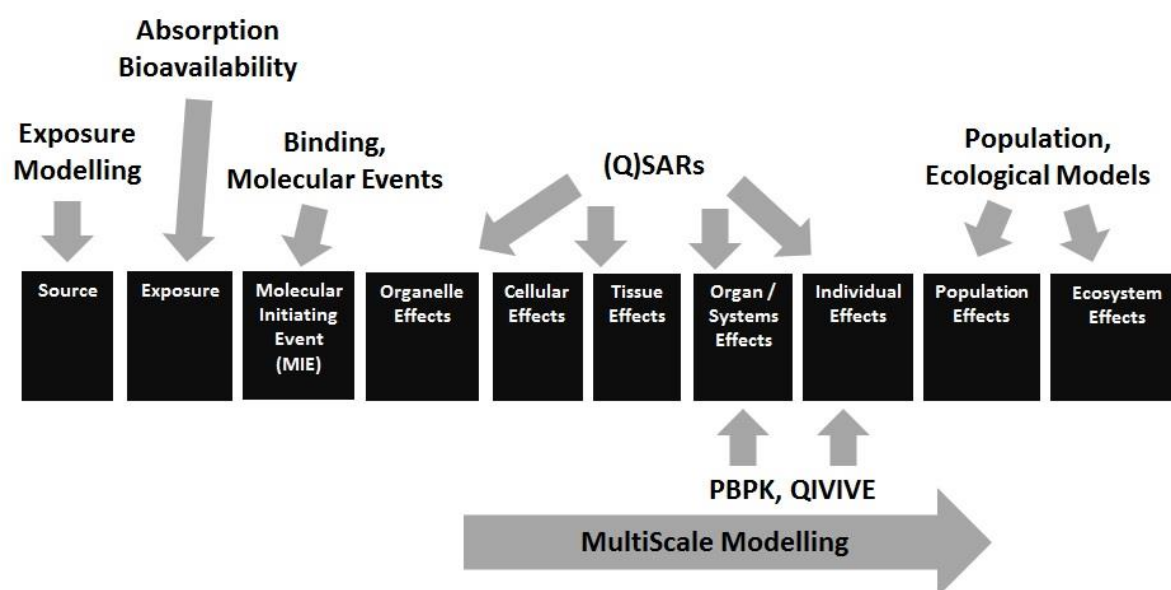 Absorption
Bioavailability
Exposure
Modelling
Binding,
Molecular Events
(Q)SARs
Population,
Ecological Models
Source
Exposure
Molecular
Initiating
Event
(MIE)
Organelle
Effects
Cellular
Effects
Tissue
Effects
Organ /
Systems
Effects
Individual
Effects
Population
Effects
Ecosystem
Effects
PBPK, QIVIVE
MultiScale Modelling